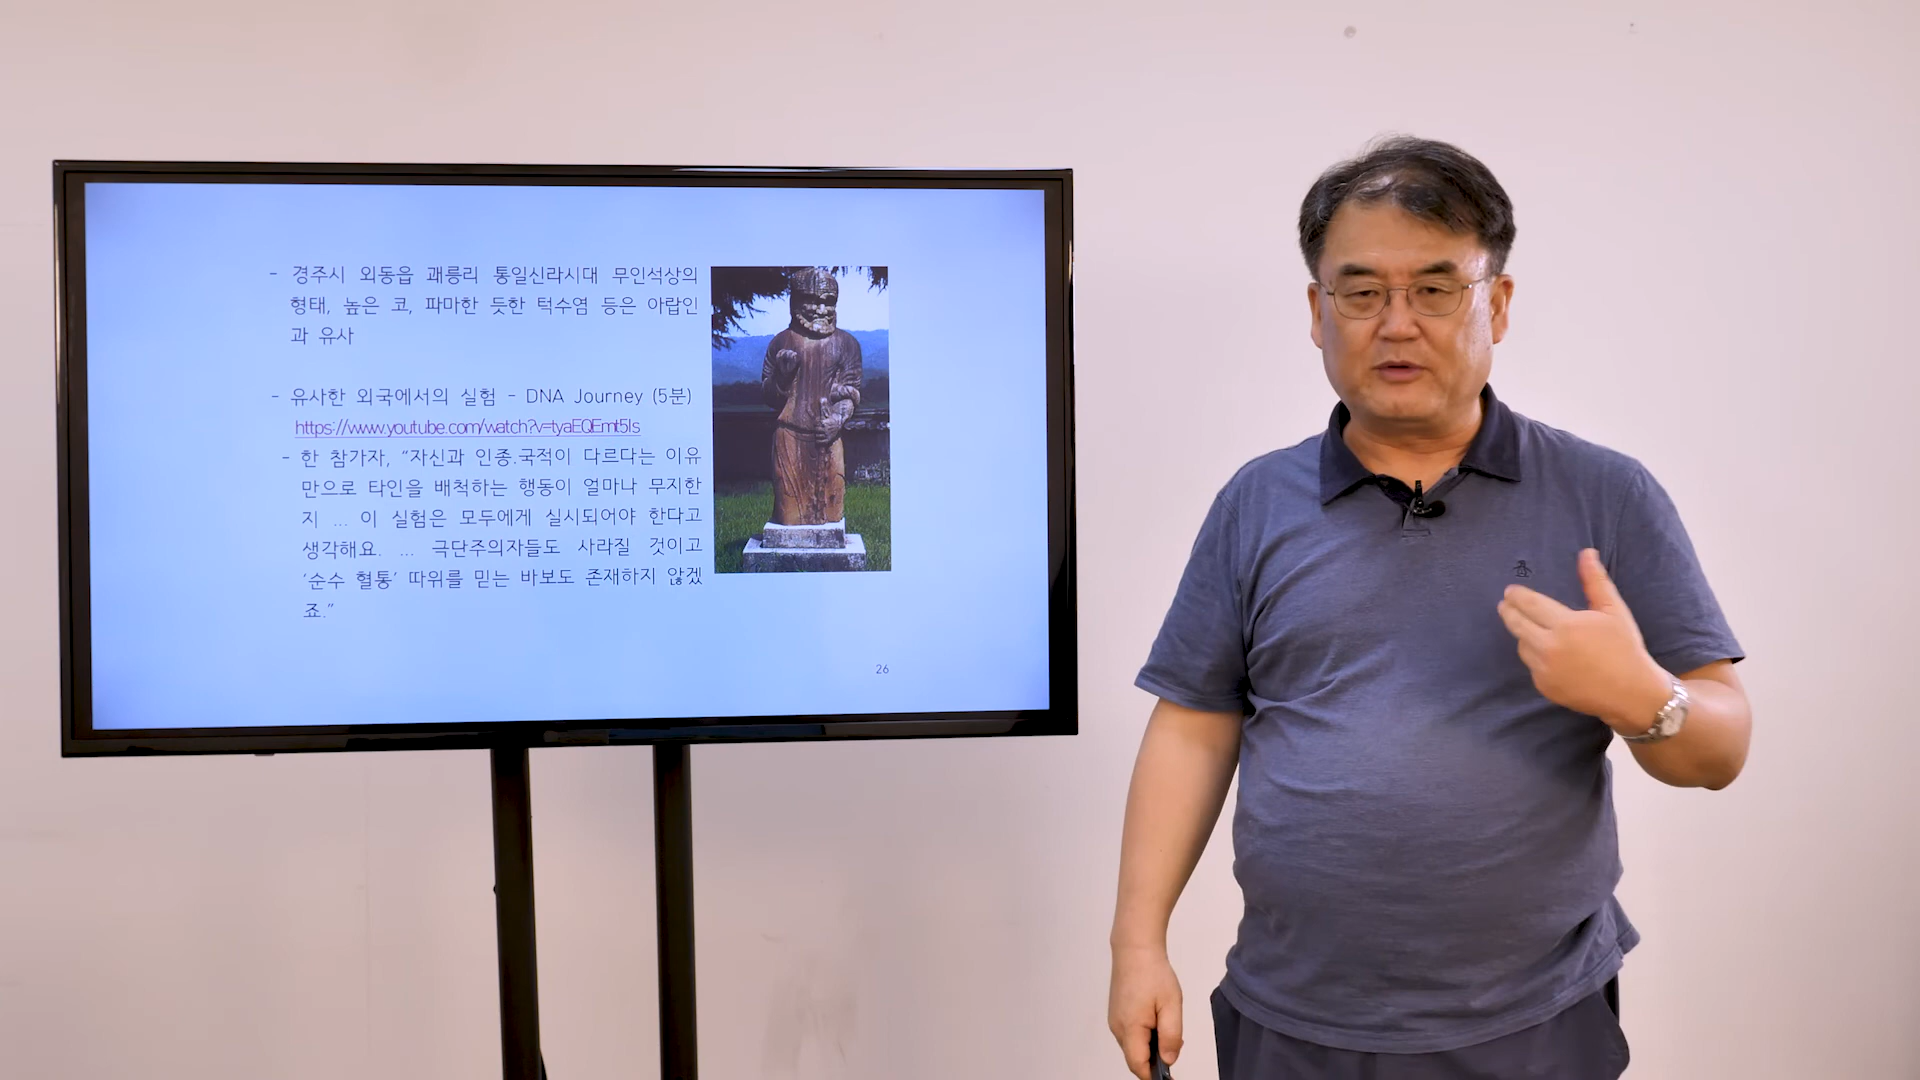 - 경주시 외동읍 괘릉리 통일신라시대 무인석상의
형태, 높은 코, 파마한 듯한 턱수염 등은 아랍인
과 유사
- 유사한 외국에서의 실험 - DNA Journey (5분)
https://www.youtube.com/watch?v=tyaEQEmt5ls
- 한 참가자, “자신과 인종.국적이 다르다는 이유
만으로 타인을 배척하는 행동이 얼마나 무지한
지 ... 이 실험은 모두에게 실시되어야 한다고
생각해요. ... 극단주의자들도 사라질 것이고
‘순수 혈통’ 따위를 믿는 바보도 존재하지 않겠
죠.”
26